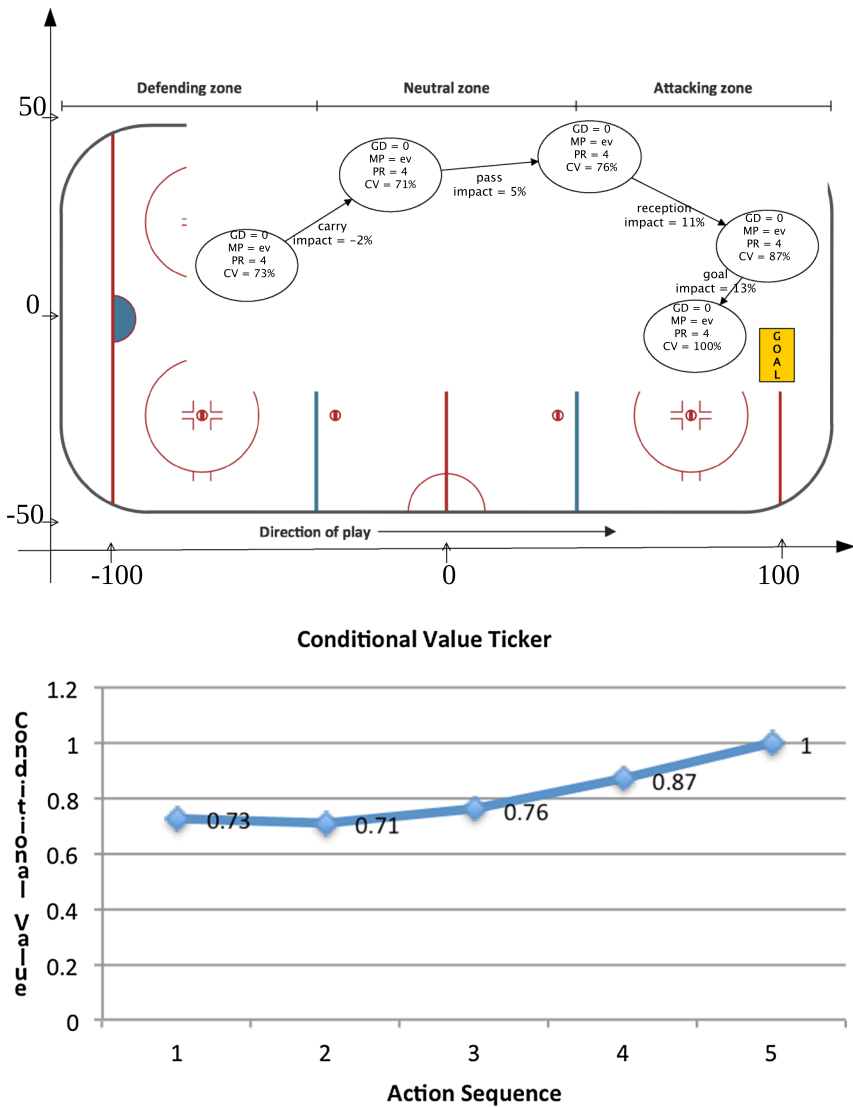 50
Defending zone
Neutral zone
Attacking zone
GD = 0
MP = ev
PR = 4
CV = 73%
carry
impact = -2%
GD = 0
MP = ev
PR = 4
CV = 71%
pass
impact = 5%
GD = 0
MP = ev
PR = 4
CV = 76%
reception
impact = 11%
GD = 0
MP = ev
PR = 4
CV = 87%
goal
impact = 13%
GD = 0
MP = ev
PR = 4
CV = 100%
GOAL
0
-50
Direction of play
-100
0
100
Conditional Value Ticker
Conditional Value
1.2
1
0.8
0.6
0.4
0.2
0
0.73
0.71
0.76
0.87
1
1
2
3
4
5
Action Sequence